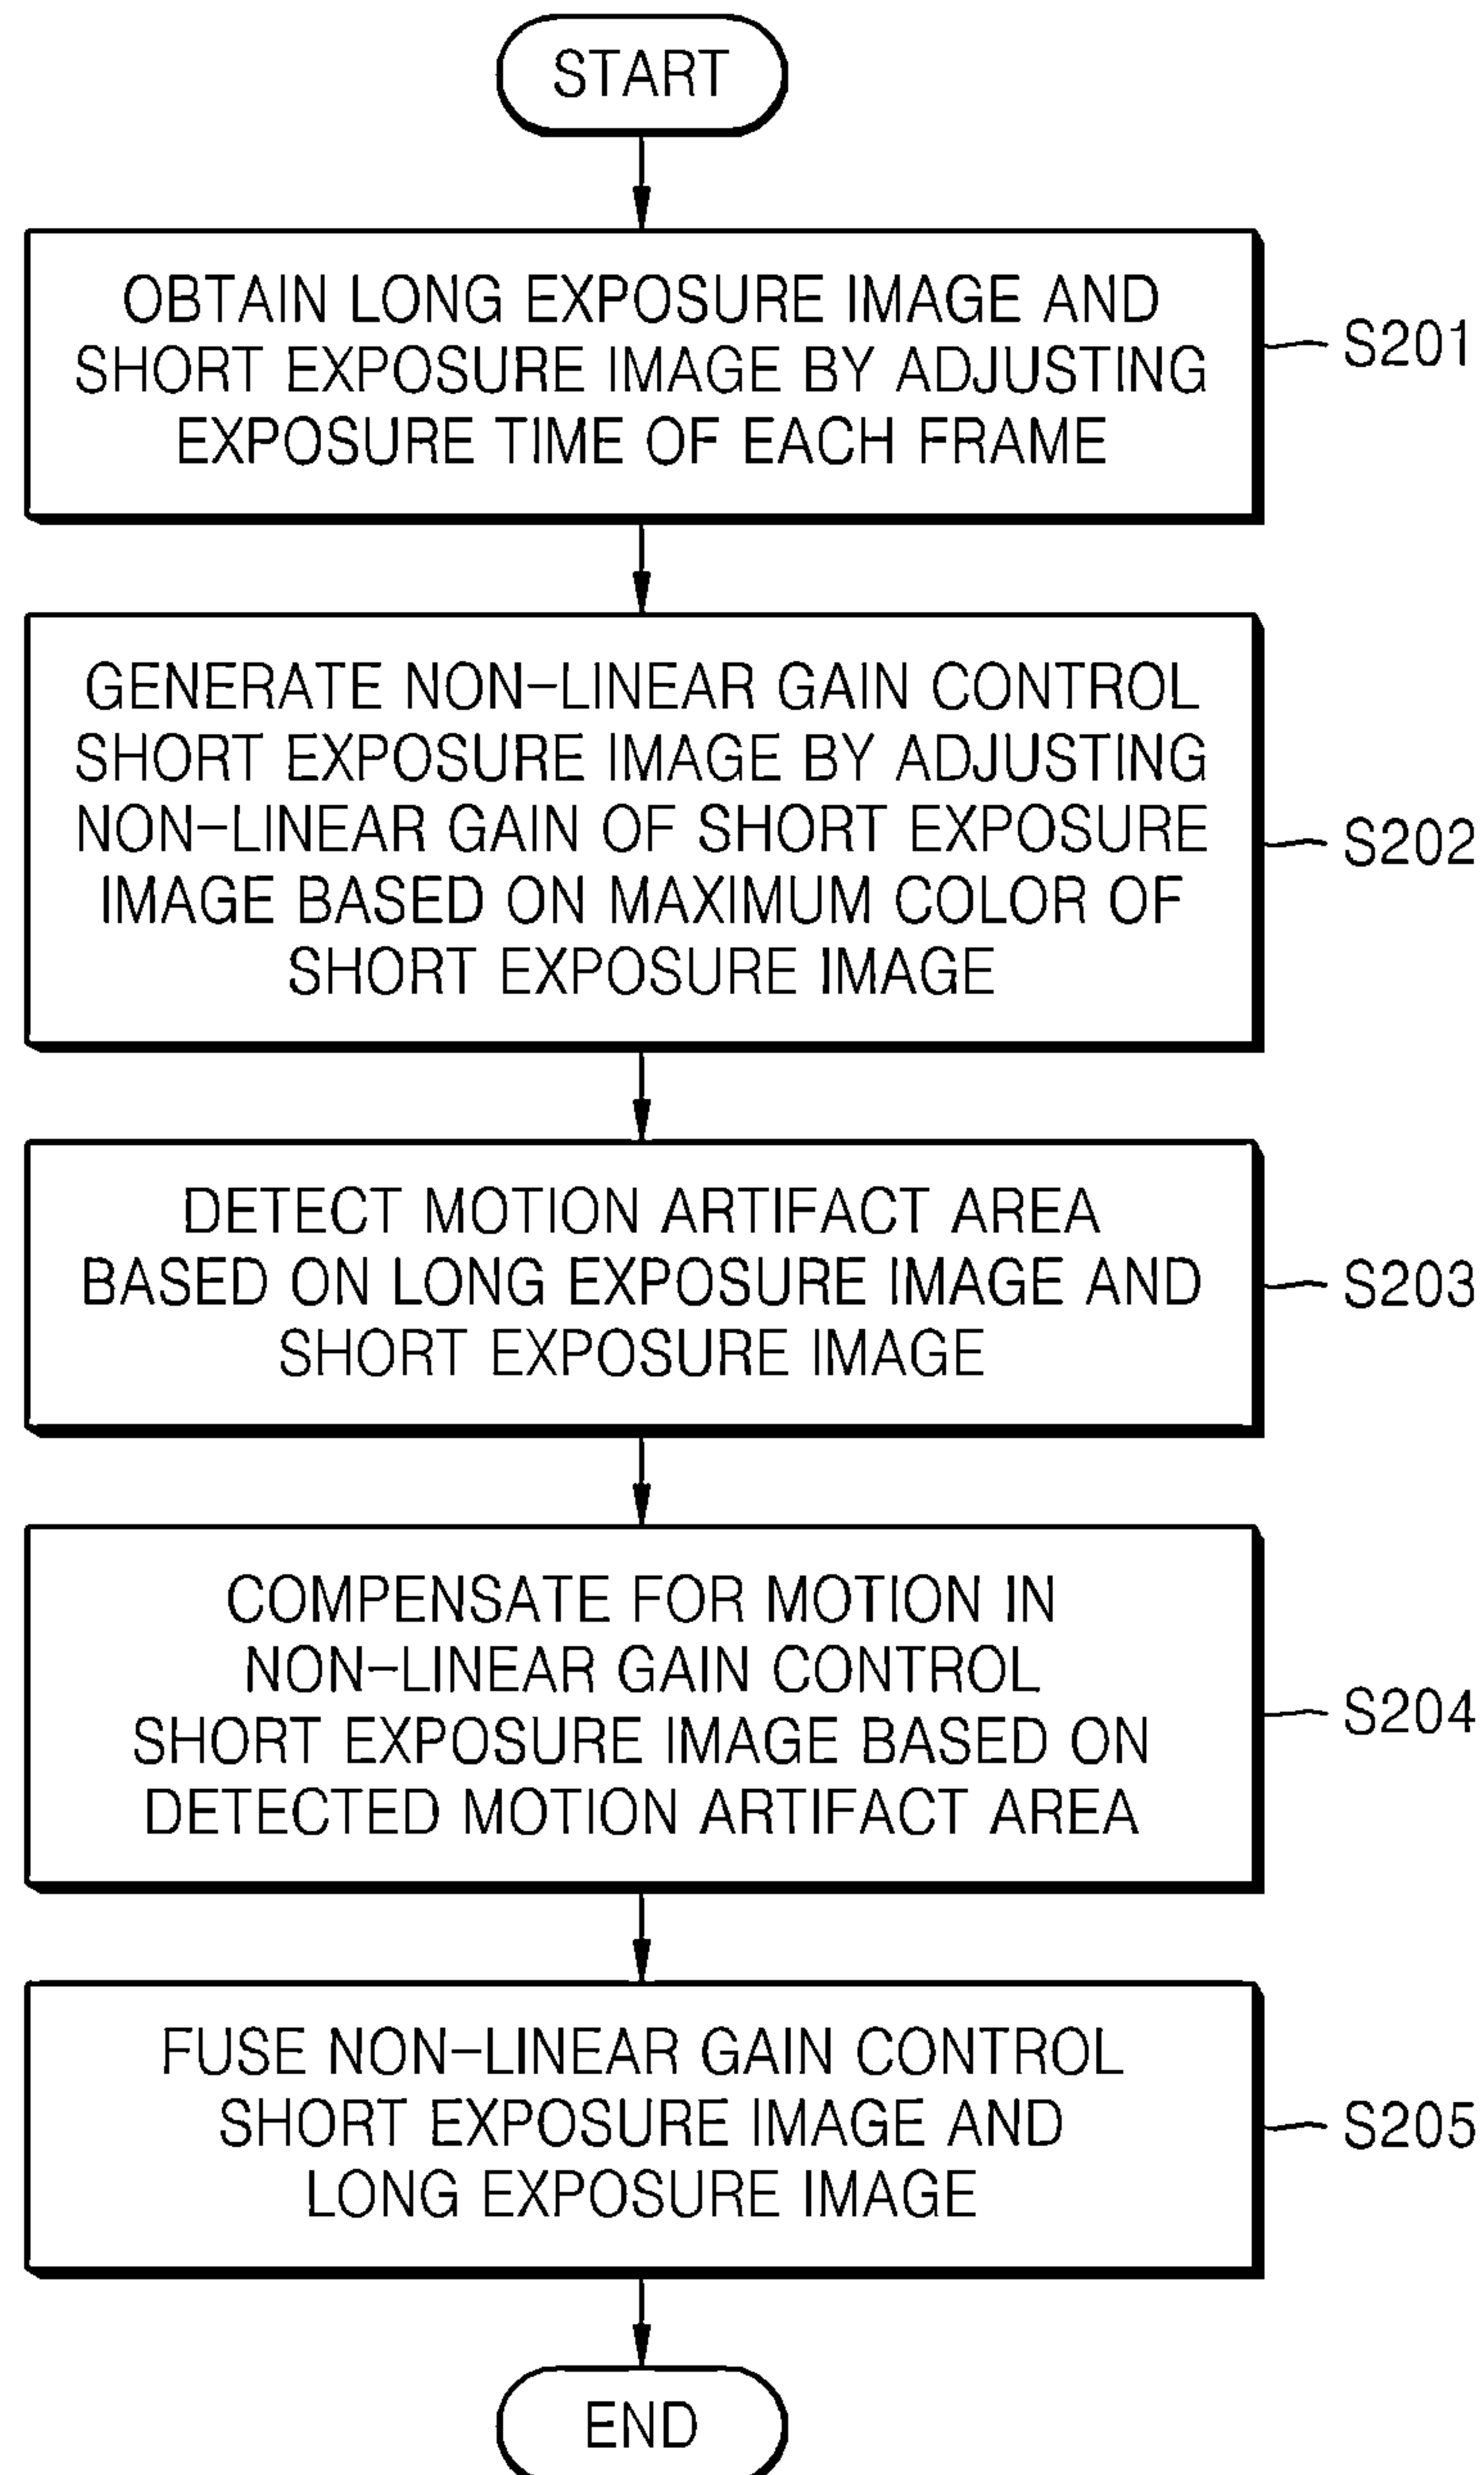 START
OBTAIN LONG EXPOSURE IMAGE AND
SHORT EXPOSURE IMAGE BY ADJUSTING
EXPOSURE TIME OF EACH FRAME
S201
GENERATE NON-LINEAR GAIN CONTROL
SHORT EXPOSURE IMAGE BY ADJUSTING
NON-LINEAR GAIN OF SHORT EXPOSURE
IMAGE BASED ON MAXIMUM COLOR OF
SHORT EXPOSURE IMAGE
S202
DETECT MOTION ARTIFACT AREA
BASED ON LONG EXPOSURE IMAGE AND
SHORT EXPOSURE IMAGE
S203
COMPENSATE FOR MOTION IN
NON-LINEAR GAIN CONTROL
SHORT EXPOSURE IMAGE BASED ON
DETECTED MOTION ARTIFACT AREA
S204
FUSE NON-LINEAR GAIN CONTROL
SHORT EXPOSURE IMAGE AND
LONG EXPOSURE IMAGE
S205
END